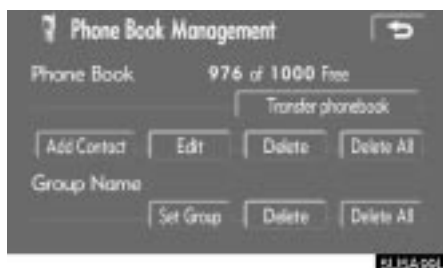 Phone Book Management
Phone Book 976 of 1000 Free
Transfer phonebook
Add Contact Edit Delete Delete All
Group Name
Set Group Delete Delete All